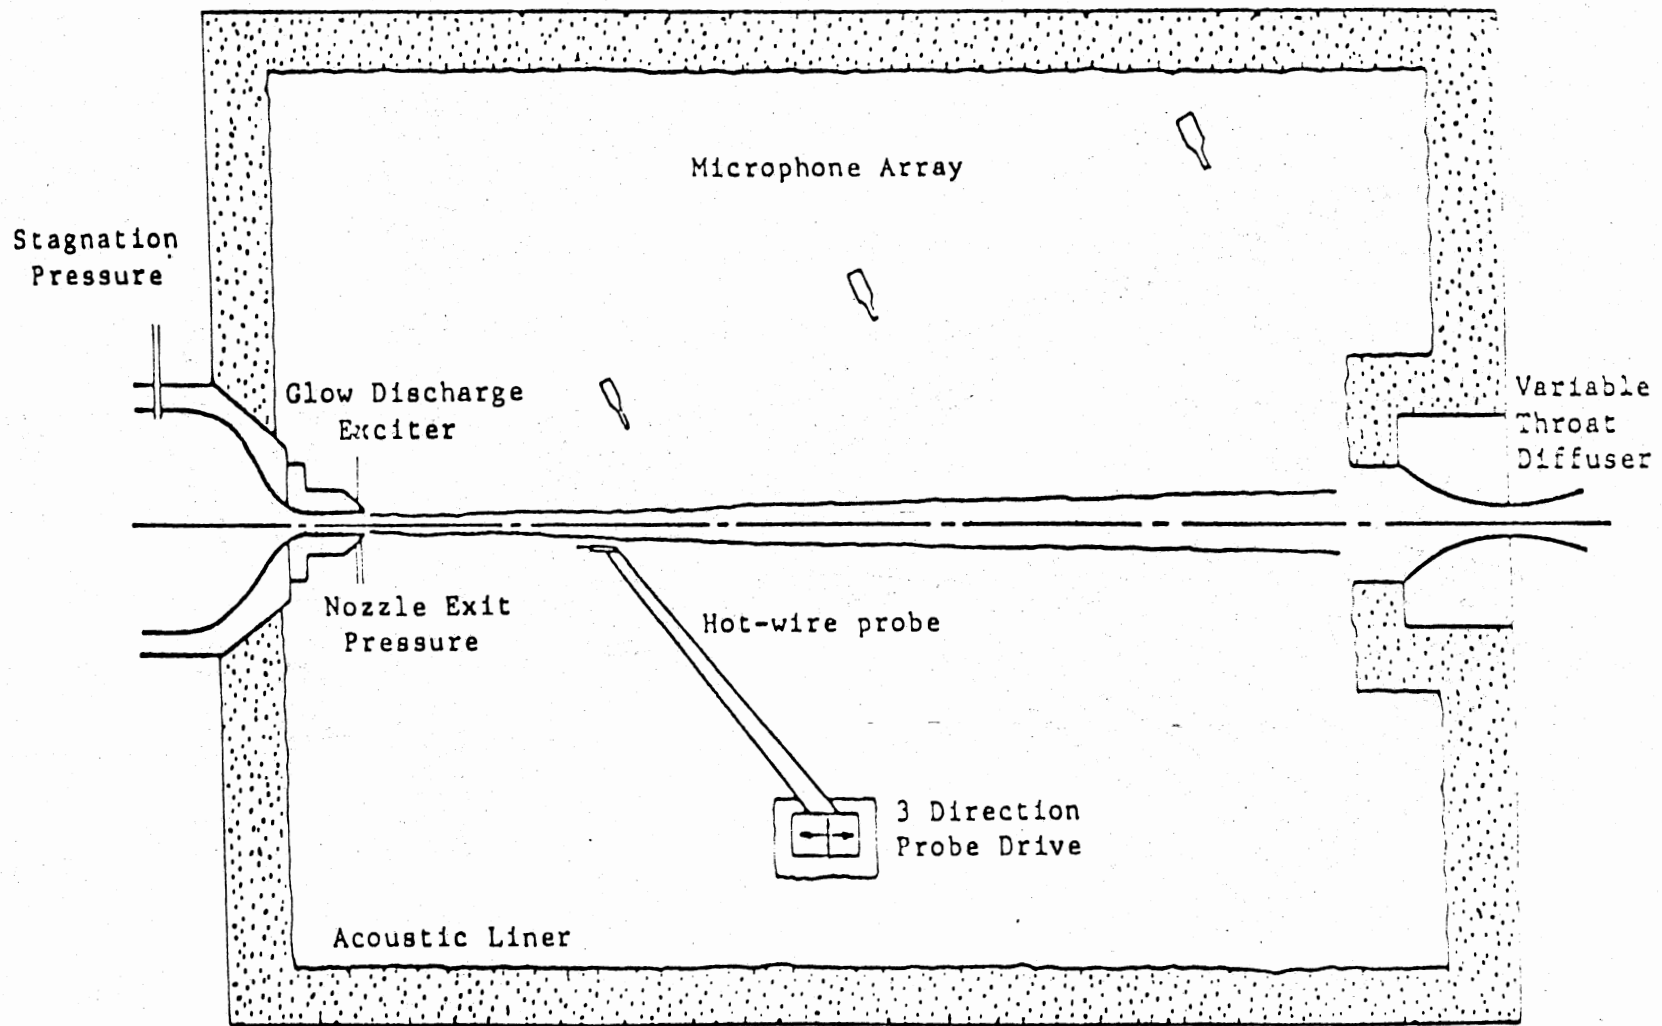 Microphone Array
Stagnation
Pressure
Glow Discharge
Exciter
Variable
Throat
Diffuser
Nozzle Exit
Pressure
Hot-wire probe
3 Direction
Probe Drive
Acoustic Liner